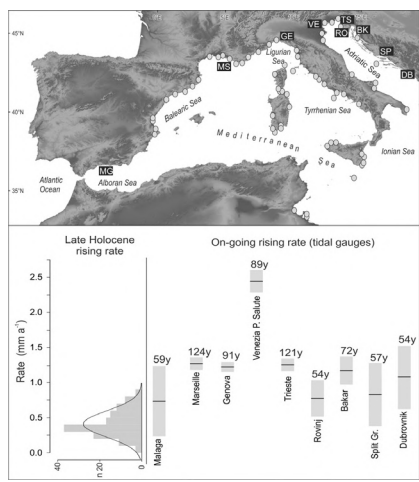 45°N
40°N
35°N
VE
TS
RO
BK
GE
MS
SP
DB
MG
Ligurian
Sea
Adriatic Sea
Balearic Sea
Tyrrhenian Sea
Mediterranean
Sea
Ionian Sea
Atlantic
Ocean
Alboran Sea
Late Holocene
rising rate
On-going rising rate (tidal gauges)
Rate (mm a⁻¹)
2.5
2.0
1.5
1.0
0.5
0.0
40
n 20
0
59y
Malaga
124y
Marseille
91y
Genova
89y
Venezia P. Salute
121y
Trieste
54y
Rovinj
72y
Bakar
57y
Split Gr.
54y
Dubrovnik